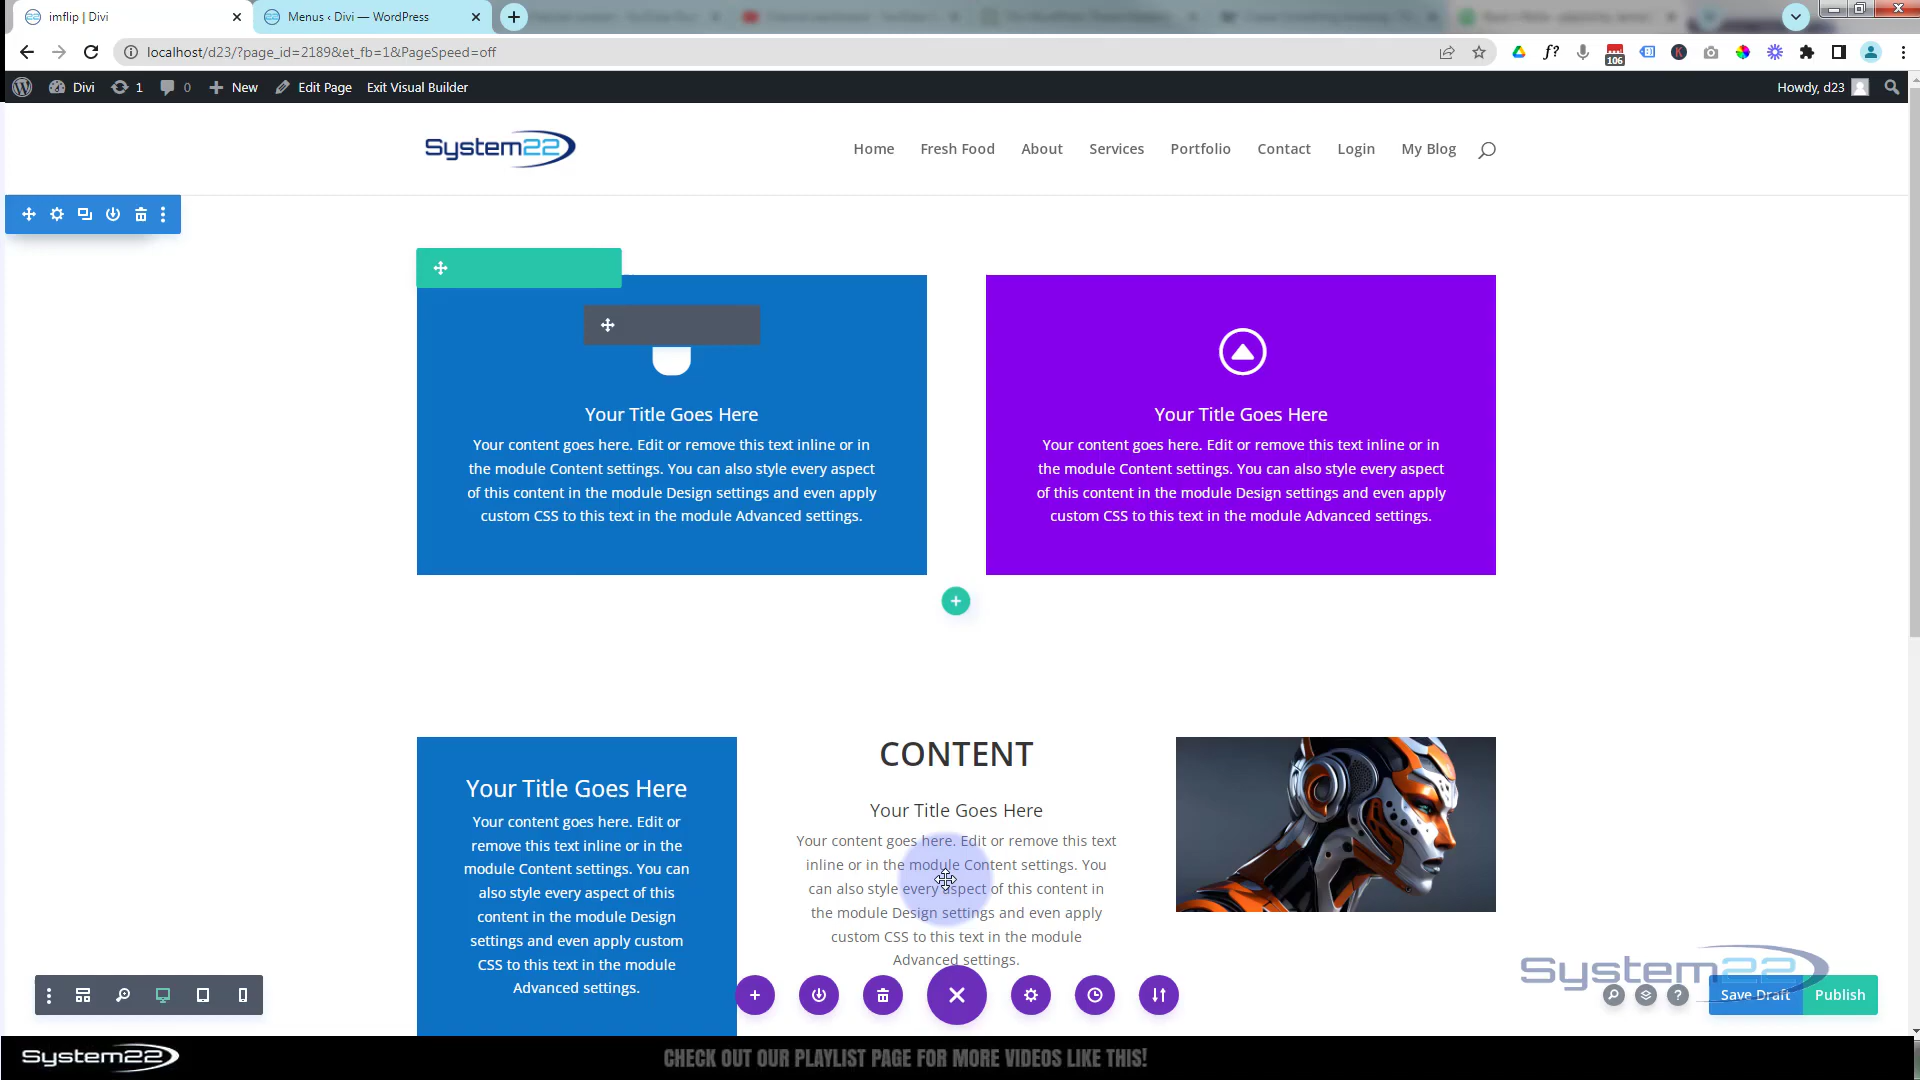 imflip | Divi
Menus ‹ Divi — WordPress
localhost/d23/?page_id=2189&et_fb=1&PageSpeed=off
f?
106
K
Divi
1
0
New
Edit Page
Exit Visual Builder
Howdy, d23
System22
Home
Fresh Food
About
Services
Portfolio
Contact
Login
My Blog
Your Title Goes Here
Your content goes here. Edit or remove this text inline or in
the module Content settings. You can also style every aspect
of this content in the module Design settings and even apply
custom CSS to this text in the module Advanced settings.
Your Title Goes Here
Your content goes here. Edit or remove this text inline or in
the module Content settings. You can also style every aspect
of this content in the module Design settings and even apply
custom CSS to this text in the module Advanced settings.
Your Title Goes Here
Your content goes here. Edit or
remove this text inline or in the
module Content settings. You can
also style every aspect of this
content in the module Design
settings and even apply custom
CSS to this text in the module
Advanced settings.
CONTENT
Your Title Goes Here
Your content goes here. Edit or remove this text
inline or in the module Content settings. You
can also style every aspect of this content in
the module Design settings and even apply
custom CSS to this text in the module
Advanced settings.
System22
?
Save Draft
Publish
System22
CHECK OUT OUR PLAYLIST PAGE FOR MORE VIDEOS LIKE THIS!